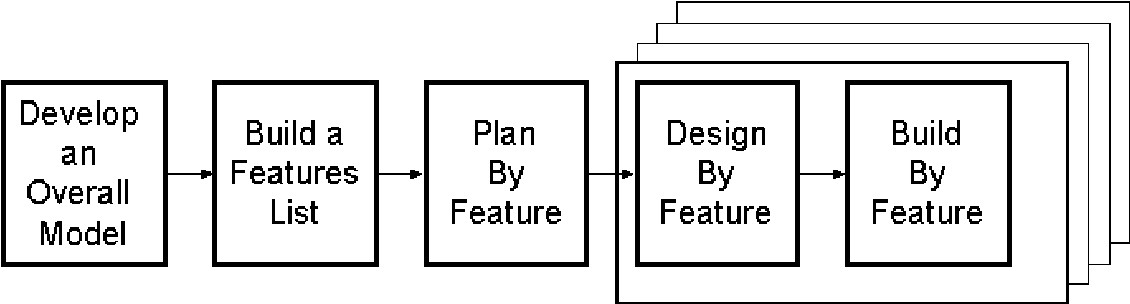 Develop
an
Overall
Model
Build a
Features
List
Plan
By
Feature
Design
By
Feature
Build
By
Feature